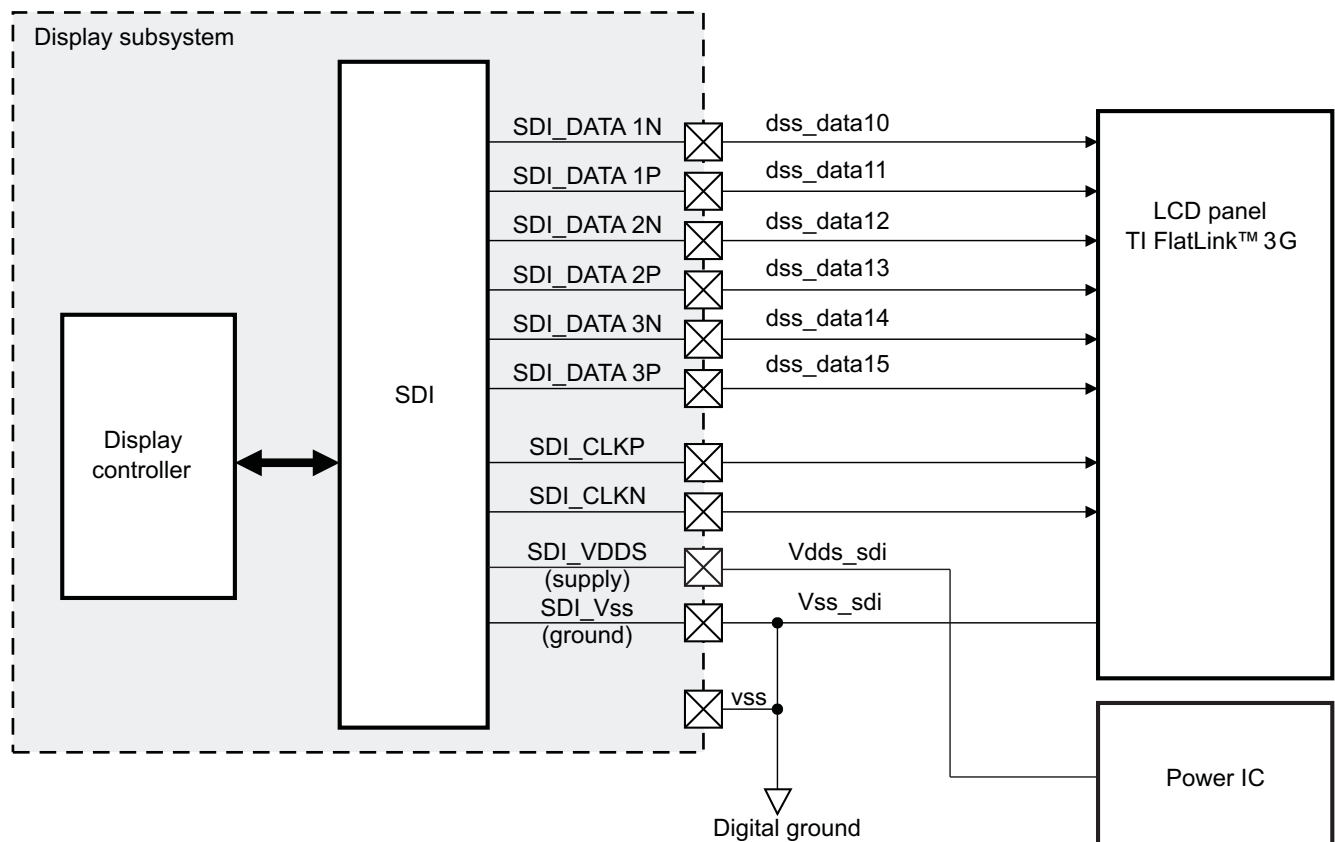 Display subsystem
SDI_DATA 1N
dss_data10
SDI_DATA 1P
dss_data11
LCD panel
TI FlatLink™ 3G
SDI_DATA 2N
dss_data12
SDI_DATA 2P
dss_data13
SDI_DATA 3N
dss_data14
SDI_DATA 3P
dss_data15
SDI
Display
controller
SDI_CLKP
SDI_CLKN
SDI_VDDS
(supply)
Vdds_sdi
SDI_Vss
(ground)
Vss_sdi
vss
Power IC
Digital ground